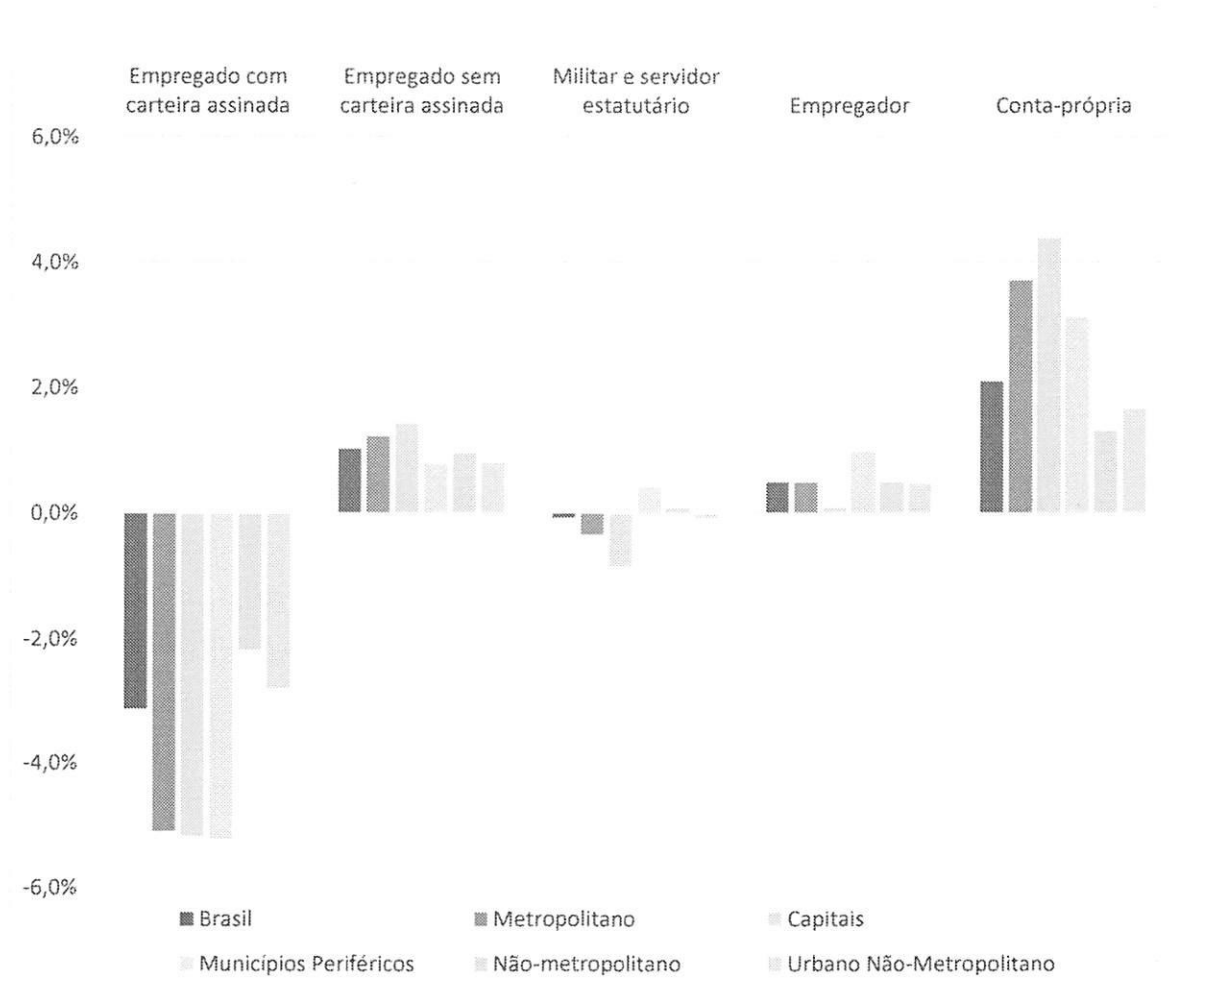 Empregado com
carteira assinada
Empregado sem
carteira assinada
Militar e servidor
estatutário
Empregador
Conta-própria
6,0%
4,0%
2,0%
0,0%
-2,0%
-4,0%
-6,0%
Brasil
Metropolitano
Capitais
Municípios Periféricos
Não-metropolitano
Urbano Não-Metropolitano